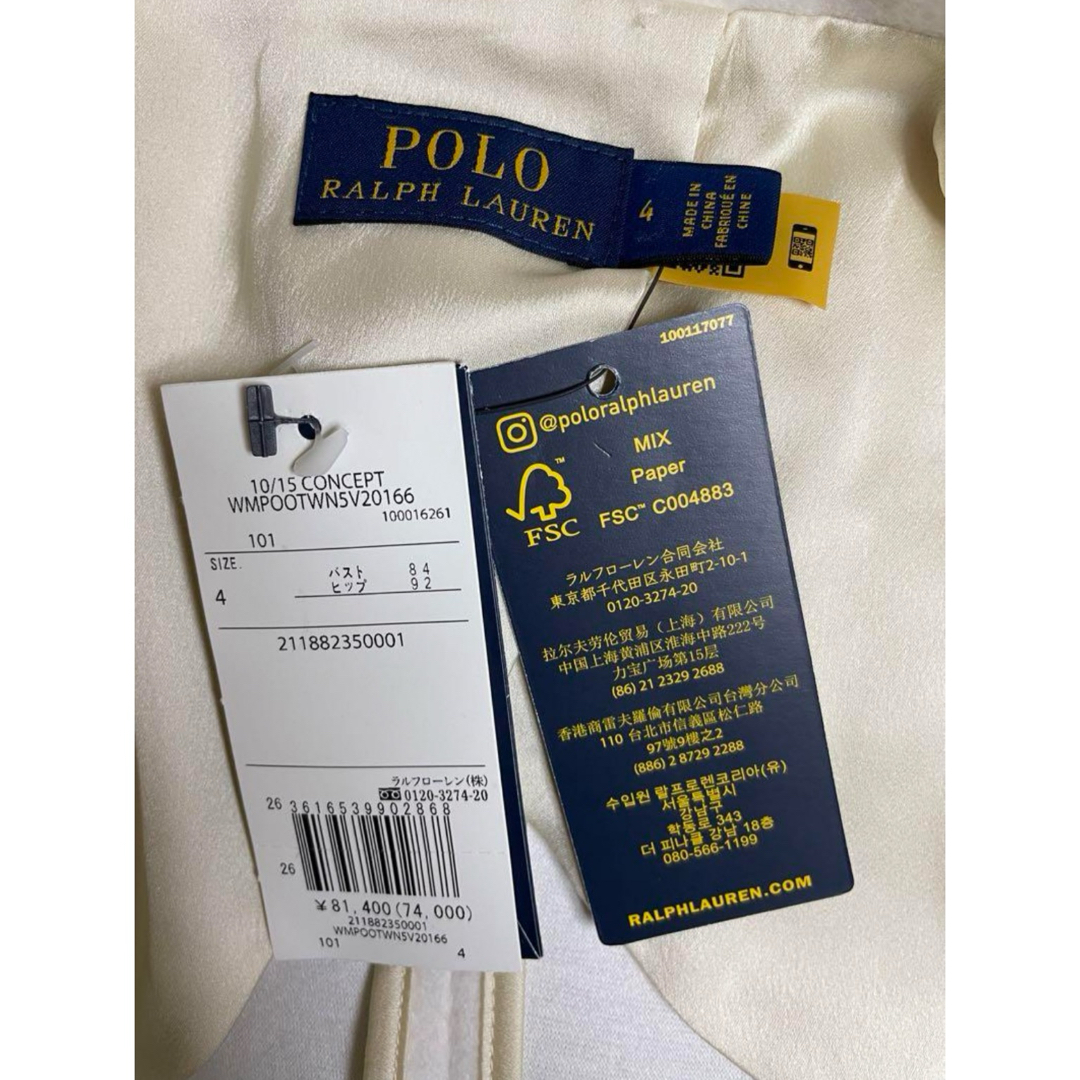 POLO
RALPH LAUREN
4
MADE IN
CHINA
FABRIQUÉ EN
CHINE
10/15 CONCEPT
WMPOOTWN5V20166
100016261
101
SIZE.
4
バスト 84
ヒップ 92
211882350001
ラルフローレン(株)
0120-3274-20
26 3616539902868
26
¥81,400(74,000)
211882350001
WMPOOTWN5V20166
101 4
100117077
@poloralphlauren
MIX
Paper
FSC™ C004883
™
FSC
ラルフローレン合同会社
東京都千代田区永田町2-10-1
0120-3274-20
拉尔夫劳伦贸易（上海）有限公司
中国上海黄浦区淮海中路222号
力宝广场第15层
(86) 21 2329 2688
香港商雷夫羅倫有限公司台灣分公司
110 台北市信義區松仁路
97號9樓之2
(886) 2 8729 2288
수입원 랄프로렌코리아(유)
서울특별시
강남구
학동로 343
더 피나클 강남 18층
080-566-1199
RALPHLAUREN.COM